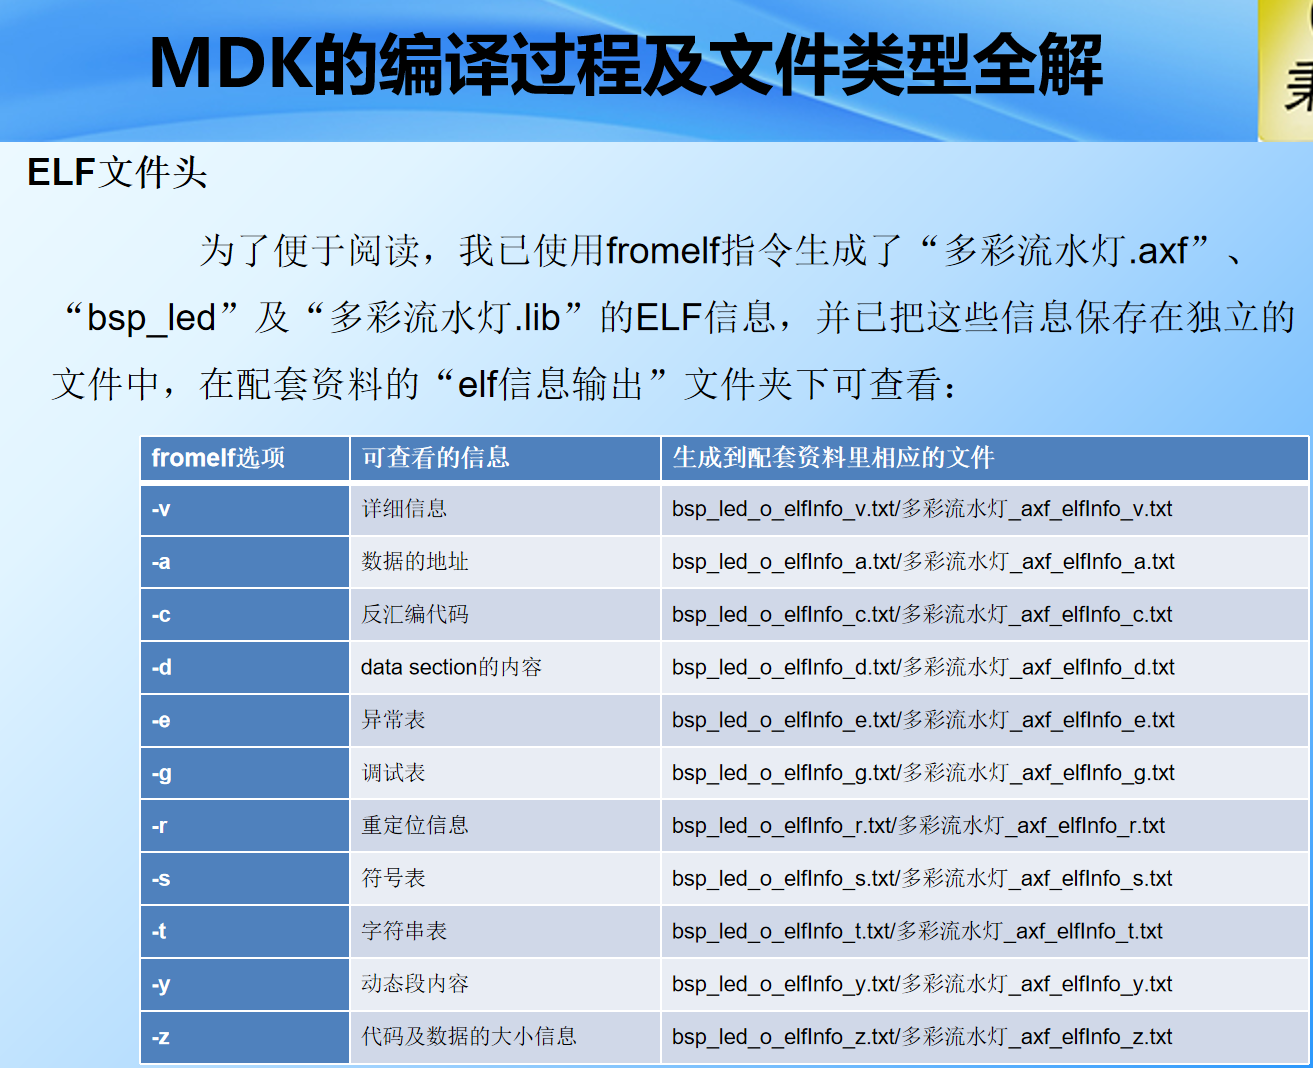 MDK的编译过程及文件类型全解
ELF文件头
为了便于阅读，我已使用fromelf指令生成了“多彩流水灯.axf”、
“bsp_led”及“多彩流水灯.lib”的ELF信息，并已把这些信息保存在独立的
文件中，在配套资料的“elf信息输出”文件夹下可查看：
fromelf选项 可查看的信息 生成到配套资料里相应的文件
-v 详细信息 bsp_led_o_elfInfo_v.txt/多彩流水灯_axf_elfInfo_v.txt
-a 数据的地址 bsp_led_o_elfInfo_a.txt/多彩流水灯_axf_elfInfo_a.txt
-c 反汇编代码 bsp_led_o_elfInfo_c.txt/多彩流水灯_axf_elfInfo_c.txt
-d data section的内容 bsp_led_o_elfInfo_d.txt/多彩流水灯_axf_elfInfo_d.txt
-e 异常表 bsp_led_o_elfInfo_e.txt/多彩流水灯_axf_elfInfo_e.txt
-g 调试表 bsp_led_o_elfInfo_g.txt/多彩流水灯_axf_elfInfo_g.txt
-r 重定位信息 bsp_led_o_elfInfo_r.txt/多彩流水灯_axf_elfInfo_r.txt
-s 符号表 bsp_led_o_elfInfo_s.txt/多彩流水灯_axf_elfInfo_s.txt
-t 字符串表 bsp_led_o_elfInfo_t.txt/多彩流水灯_axf_elfInfo_t.txt
-y 动态段内容 bsp_led_o_elfInfo_y.txt/多彩流水灯_axf_elfInfo_y.txt
-z 代码及数据的大小信息 bsp_led_o_elfInfo_z.txt/多彩流水灯_axf_elfInfo_z.txt